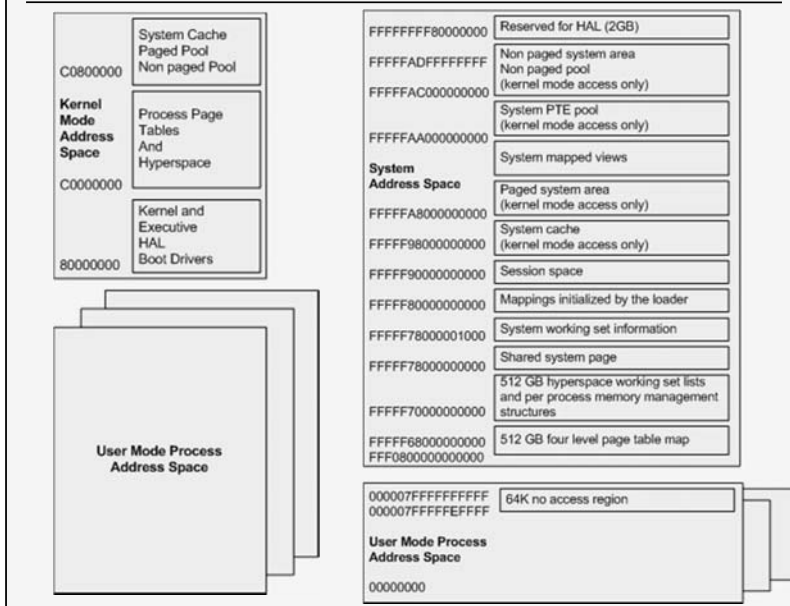 System Cache
Paged Pool
Non paged Pool
C0800000
Kernel
Mode
Address
Space
Process Page
Tables
And
Hyperspace
C0000000
Kernel and
Executive
HAL
Boot Drivers
80000000
User Mode Process
Address Space
FFFFFFFF80000000
Reserved for HAL (2GB)
FFFFFADFFFFFFFF
Non paged system area
Non paged pool
(kernel mode access only)
FFFFFAC000000000
System PTE pool
(kernel mode access only)
FFFFFAA000000000
System mapped views
System
Address Space
Paged system area
(kernel mode access only)
FFFFFA8000000000
System cache
(kernel mode access only)
FFFFF98000000000
Session space
FFFFF90000000000
Mappings initialized by the loader
FFFFF80000000000
System working set information
FFFFF78000001000
Shared system page
FFFFF78000000000
512 GB hyperspace working set lists
and per process memory management
structures
FFFFF70000000000
512 GB four level page table map
FFFFF68000000000
FFF0800000000000
000007FFFFFFFFFF
64K no access region
000007FFFFFEFFFF
User Mode Process
Address Space
00000000